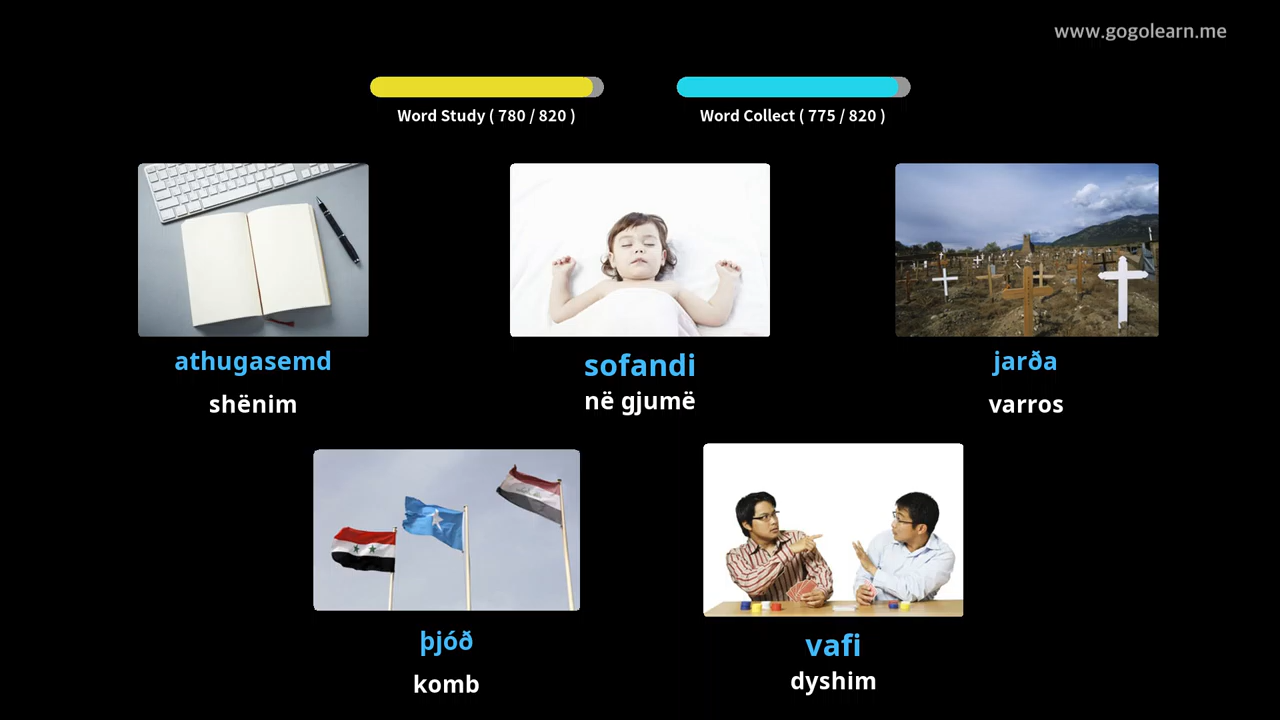 www.gogolearn.me
Word Study ( 780 / 820 )
Word Collect ( 775 / 820 )
athugasemd
shënim
sofandi
në gjumë
jarða
varros
þjóð
komb
vafi
dyshim